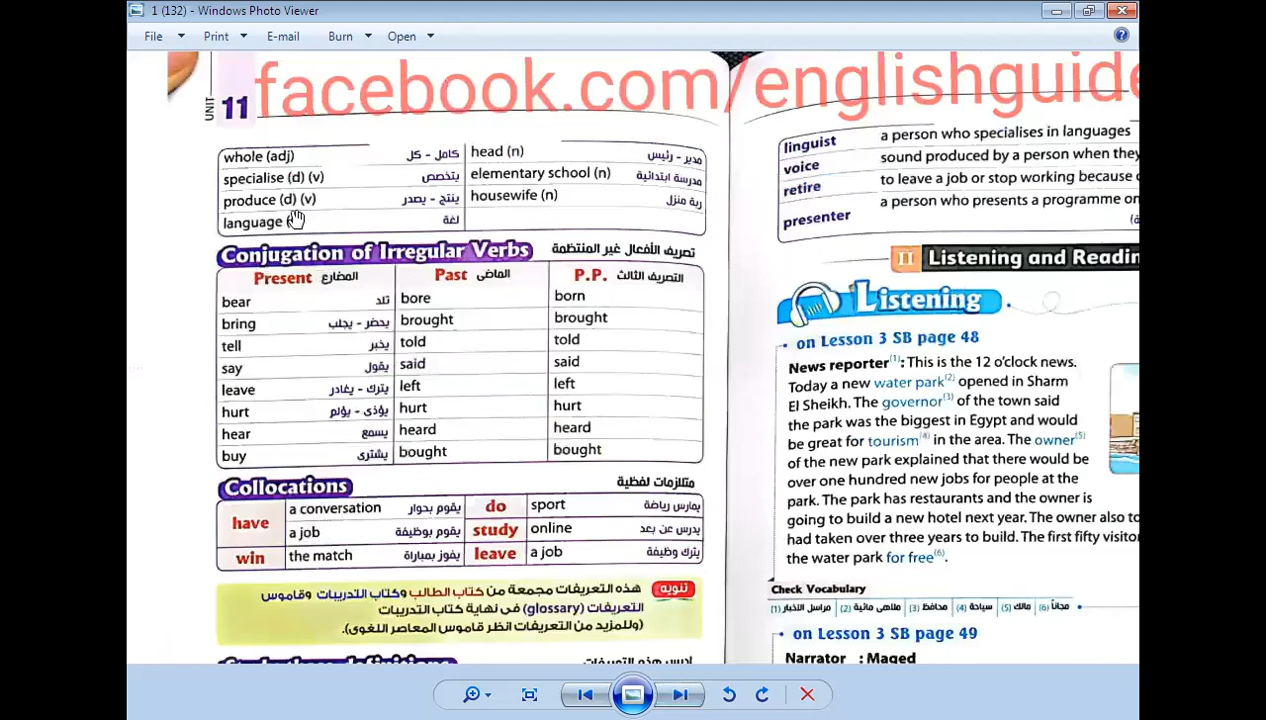 1 (132) - Windows Photo Viewer
File Print E-mail Burn Open
facebook.com/englishguide
UNIT 11
whole (adj) كامل - كل head (n) مدير - رئيس
specialise (d) (v) يتخصص elementary school (n) مدرسة ابتدائية
produce (d) (v) ينتج - يصدر housewife (n) ربة منزل
language لغة
Conjugation of Irregular Verbs تصريف الأفعال غير المنتظمة
Present المضارع Past الماضى P.P. التصريف الثالث
bear تلد bore born
bring يحضر - يجلب brought brought
tell يخبر told told
say يقول said said
leave يترك - يغادر left left
hurt يؤذى - يؤلم hurt hurt
hear يسمع heard heard
buy يشترى bought bought
Collocations متلازمات لفظية
have a conversation يقوم بحوار do sport يمارس رياضة
a job يقوم بوظيفة study online يدرس عن بعد
win the match يفوز بمباراة leave a job يترك وظيفة
تنويه هذه التعريفات مجمعة من كتاب الطالب وكتاب التدريبات وقاموس
التعريفات (glossary) فى نهاية كتاب التدريبات
(وللمزيد من التعريفات انظر قاموس المعاصر اللغوى).
linguist a person who specialises in languages
voice sound produced by a person when they
retire to leave a job or stop working because
presenter a person who presents a programme on
II Listening and Readin
Listening
on Lesson 3 SB page 48
News reporter(1): This is the 12 o'clock news.
Today a new water park(2) opened in Sharm
El Sheikh. The governor(3) of the town said
the park was the biggest in Egypt and would
be great for tourism(4) in the area. The owner(5)
of the new park explained that there would be
over one hundred new jobs for people at the
park. The park has restaurants and the owner is
going to build a new hotel next year. The owner also to
had taken over three years to build. The first fifty visitor
the water park for free(6).
Check Vocabulary
(1) مراسل الأخبار (2) ملاهى مائية (3) محافظ (4) سياحة (5) مالك (6) مجاناً
on Lesson 3 SB page 49
Narrator : Maged